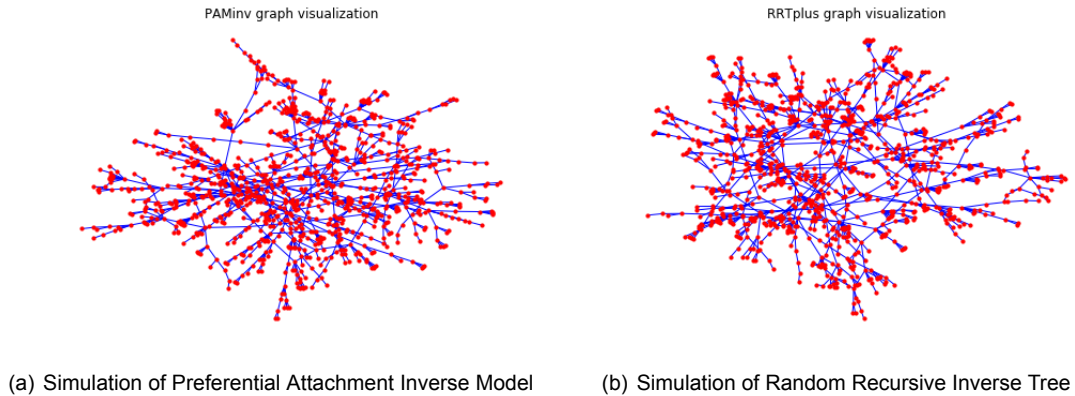 PAMinv graph visualization
RRTplus graph visualization
(a) Simulation of Preferential Attachment Inverse Model
(b) Simulation of Random Recursive Inverse Tree